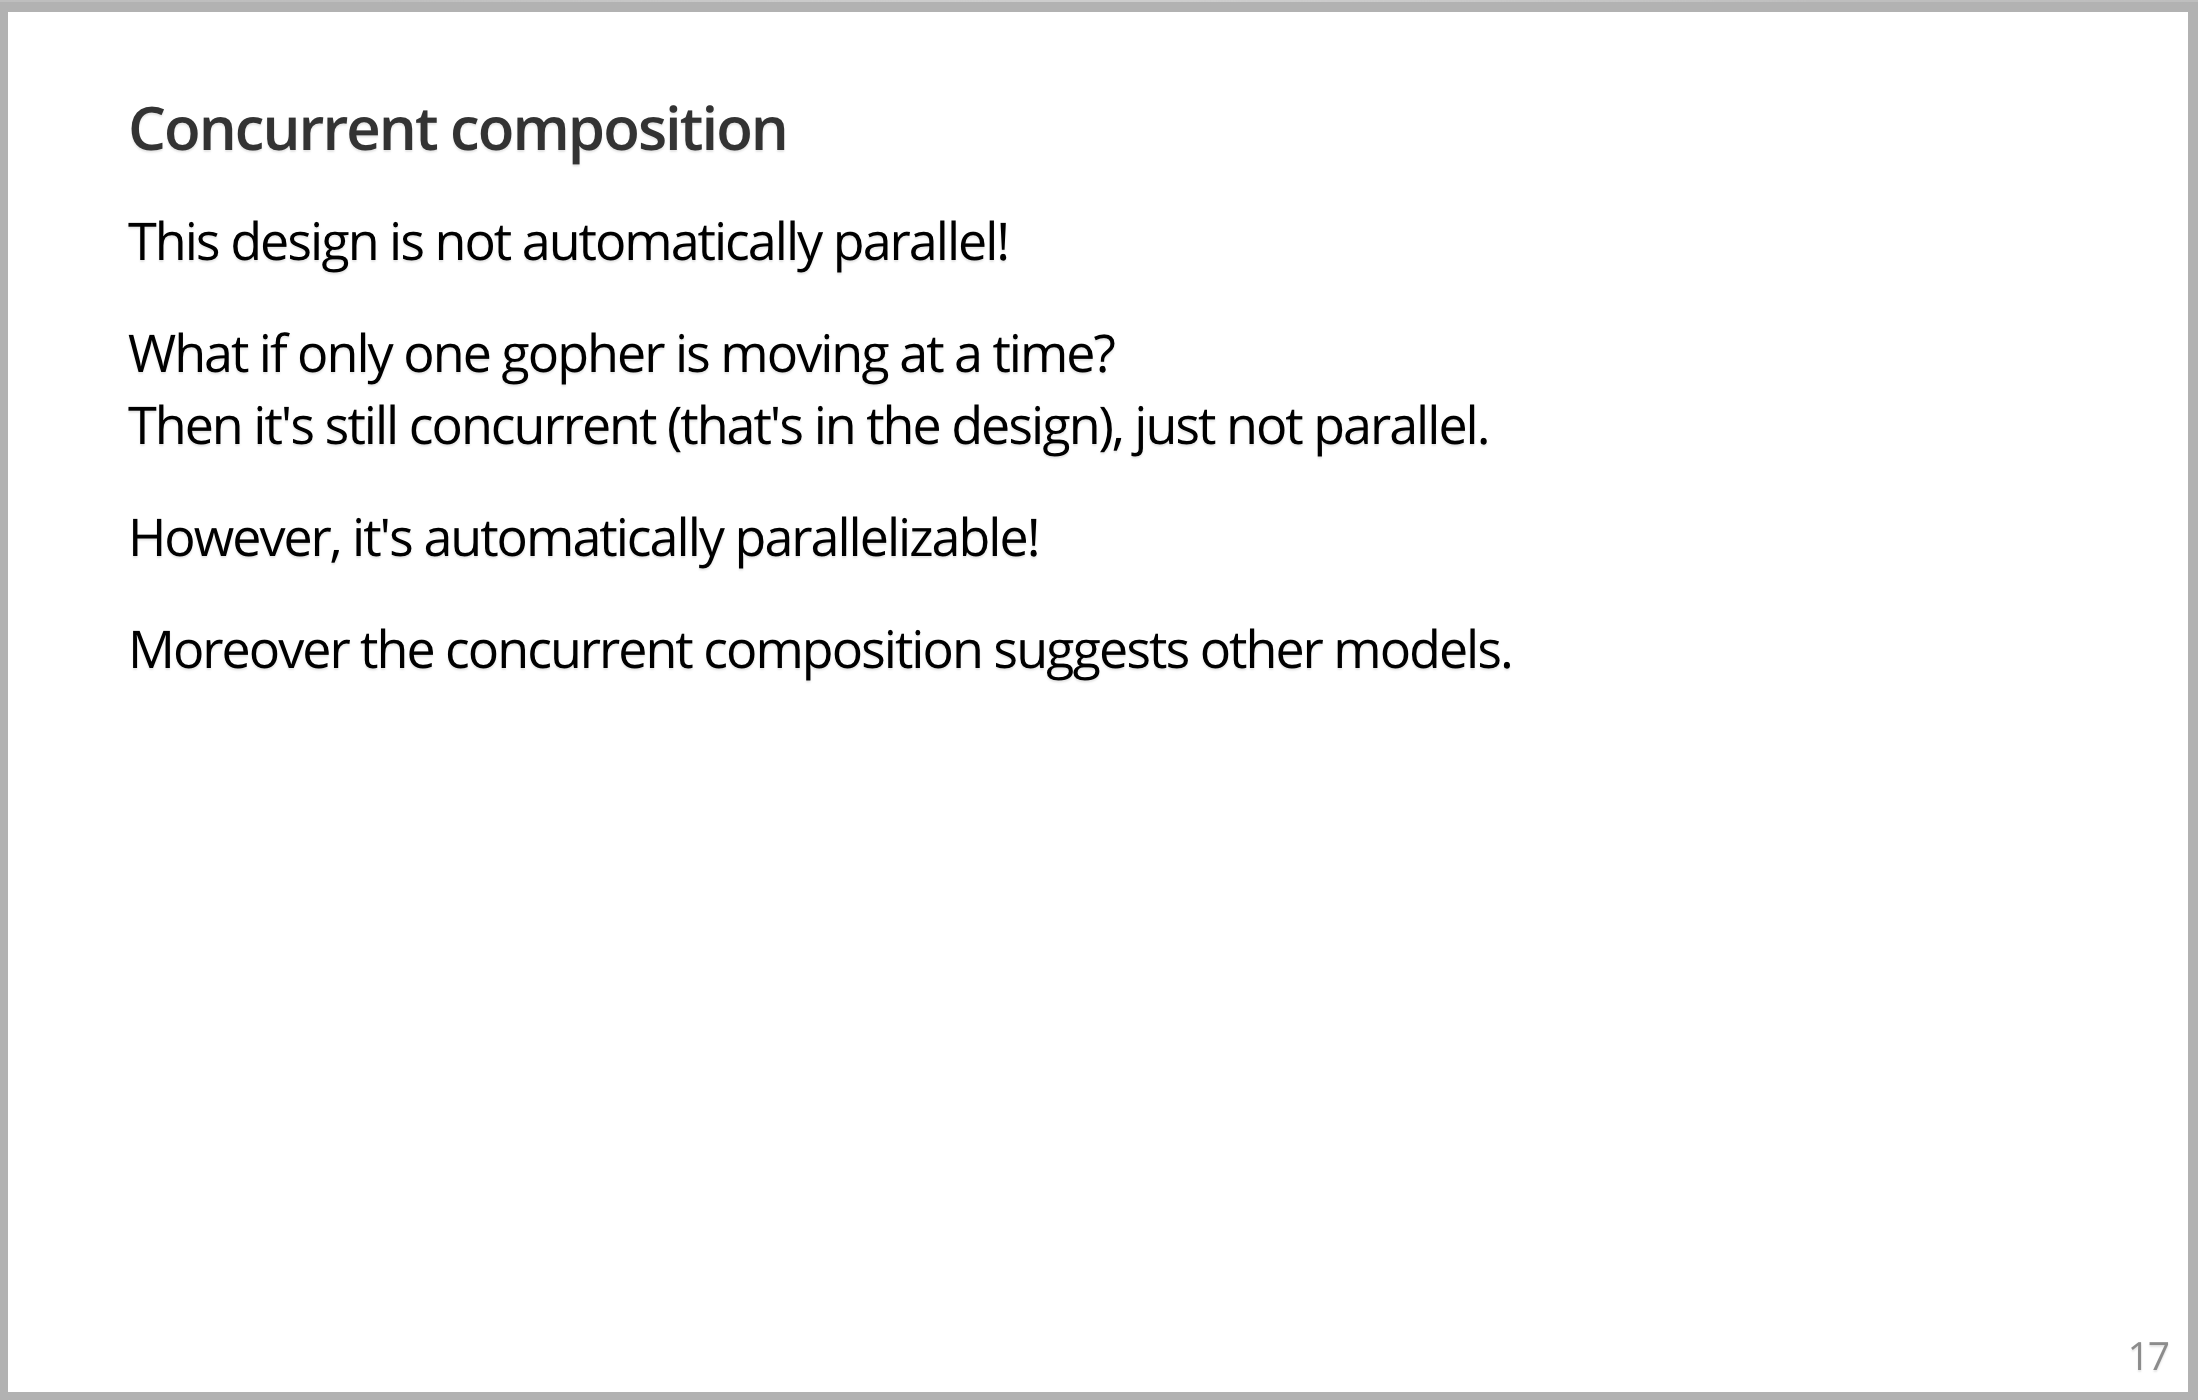 Concurrent composition
This design is not automatically parallel!
What if only one gopher is moving at a time?
Then it's still concurrent (that's in the design), just not parallel.
However, it's automatically parallelizable!
Moreover the concurrent composition suggests other models.
17